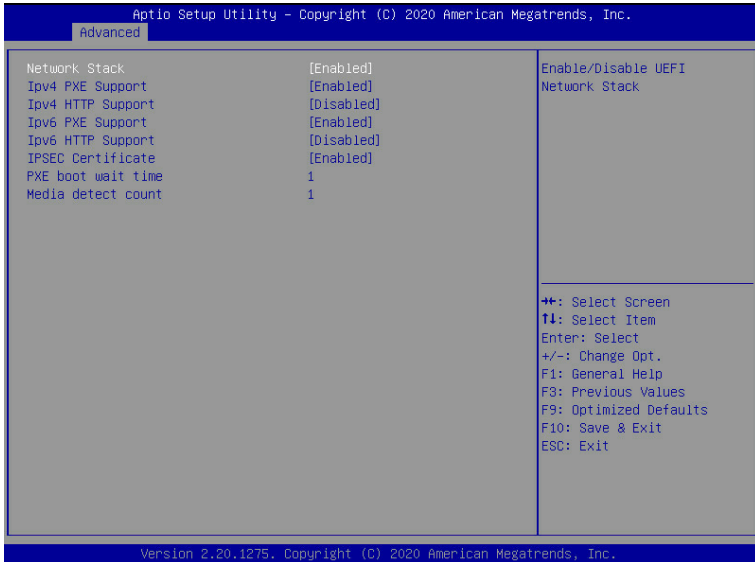 Aptio Setup Utility – Copyright (C) 2020 American Megatrends, Inc.
Advanced
Network Stack [Enabled]
Ipv4 PXE Support [Enabled]
Ipv4 HTTP Support [Disabled]
Ipv6 PXE Support [Enabled]
Ipv6 HTTP Support [Disabled]
IPSEC Certificate [Enabled]
PXE boot wait time 1
Media detect count 1
Enable/Disable UEFI
Network Stack
→←: Select Screen
↑↓: Select Item
Enter: Select
+/-: Change Opt.
F1: General Help
F3: Previous Values
F9: Optimized Defaults
F10: Save & Exit
ESC: Exit
Version 2.20.1275. Copyright (C) 2020 American Megatrends, Inc.